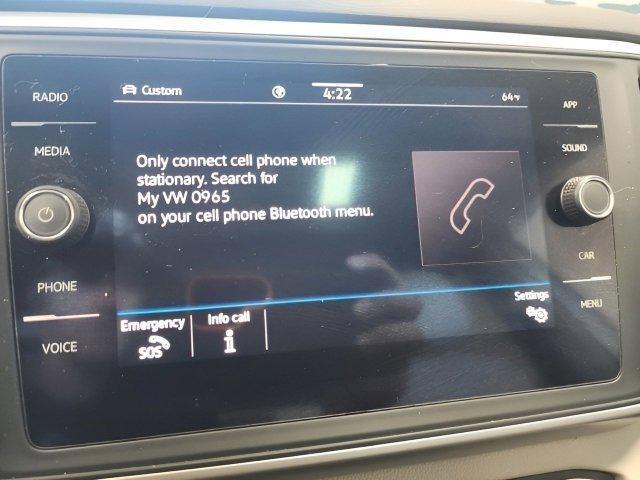 RADIO
MEDIA
PHONE
VOICE
Custom
4:22
64°F
Only connect cell phone when
stationary. Search for
My VW 0965
on your cell phone Bluetooth menu.
Emergency
SOS
Info call
i
Settings
APP
SOUND
CAR
MENU